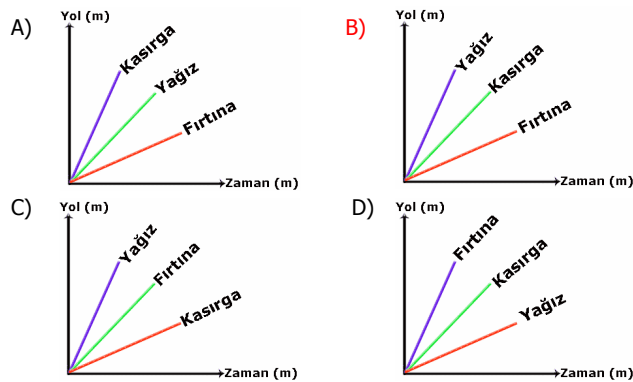 A)
Yol (m)
Kasırga
Yağız
Fırtına
Zaman (m)
B)
Yol (m)
Yağız
Kasırga
Fırtına
Zaman (m)
C)
Yol (m)
Yağız
Fırtına
Kasırga
Zaman (m)
D)
Yol (m)
Fırtına
Kasırga
Yağız
Zaman (m)